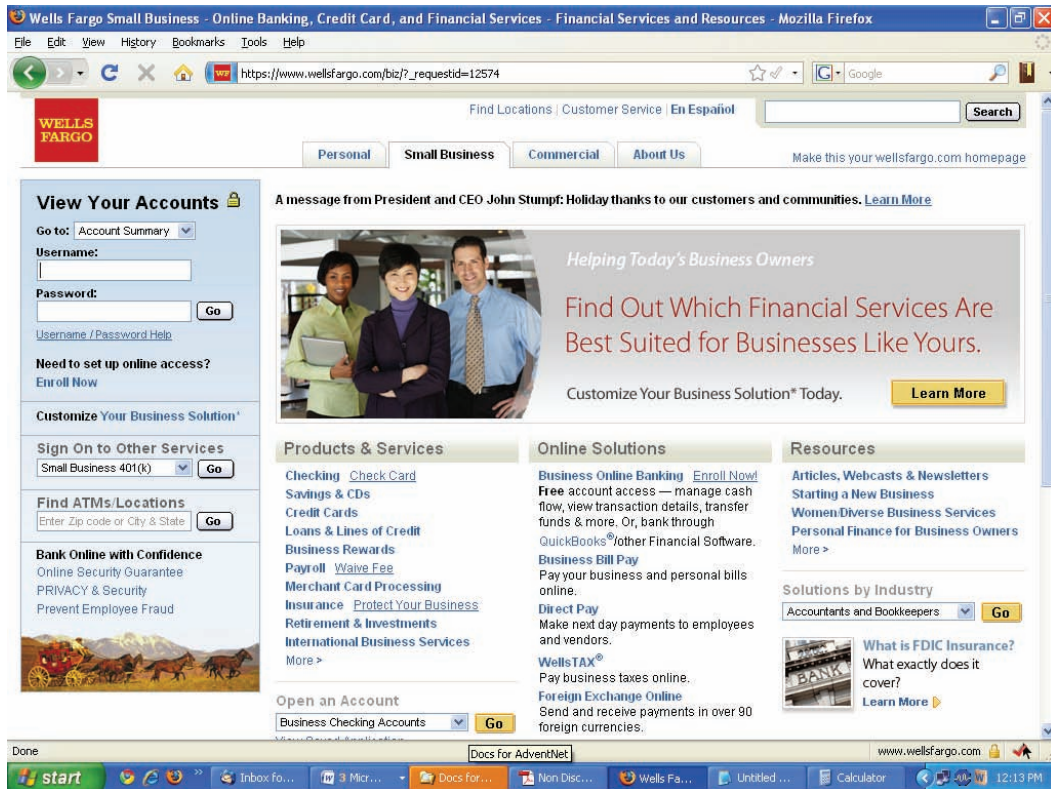 Wells Fargo Small Business - Online Banking, Credit Card, and Financial Services - Financial Services and Resources - Mozilla Firefox
File Edit View History Bookmarks Tools Help
https://www.wellsfargo.com/biz/?_requestid=12574
Google
WELLS
FARGO
Find Locations | Customer Service | En Español
Search
Personal Small Business Commercial About Us
Make this your wellsfargo.com homepage
View Your Accounts
Go to: Account Summary
Username:
Password:
Go
Username / Password Help
Need to set up online access?
Enroll Now
Customize Your Business Solution*
Sign On to Other Services
Small Business 401(k) Go
Find ATMs/Locations
Enter Zip code or City & State Go
Bank Online with Confidence
Online Security Guarantee
PRIVACY & Security
Prevent Employee Fraud
A message from President and CEO John Stumpf: Holiday thanks to our customers and communities. Learn More
Helping Today's Business Owners
Find Out Which Financial Services Are
Best Suited for Businesses Like Yours.
Customize Your Business Solution* Today.
Learn More
Products & Services
Checking Check Card
Savings & CDs
Credit Cards
Loans & Lines of Credit
Business Rewards
Payroll Waive Fee
Merchant Card Processing
Insurance Protect Your Business
Retirement & Investments
International Business Services
More >
Open an Account
Business Checking Accounts Go
View Saved Application
Online Solutions
Business Online Banking Enroll Now!
Free account access — manage cash
flow, view transaction details, transfer
funds & more. Or, bank through
QuickBooks®/other Financial Software.
Business Bill Pay
Pay your business and personal bills
online.
Direct Pay
Make next day payments to employees
and vendors.
WellsTAX®
Pay business taxes online.
Foreign Exchange Online
Send and receive payments in over 90
foreign currencies.
Resources
Articles, Webcasts & Newsletters
Starting a New Business
Women/Diverse Business Services
Personal Finance for Business Owners
More >
Solutions by Industry
Accountants and Bookkeepers Go
BANK
What is FDIC Insurance?
What exactly does it
cover?
Learn More
Done
www.wellsfargo.com
Docs for AdventNet
start
Inbox fo...
3 Micr...
Docs for...
Non Disc...
Wells Fa...
Untitled ...
Calculator
12:13 PM